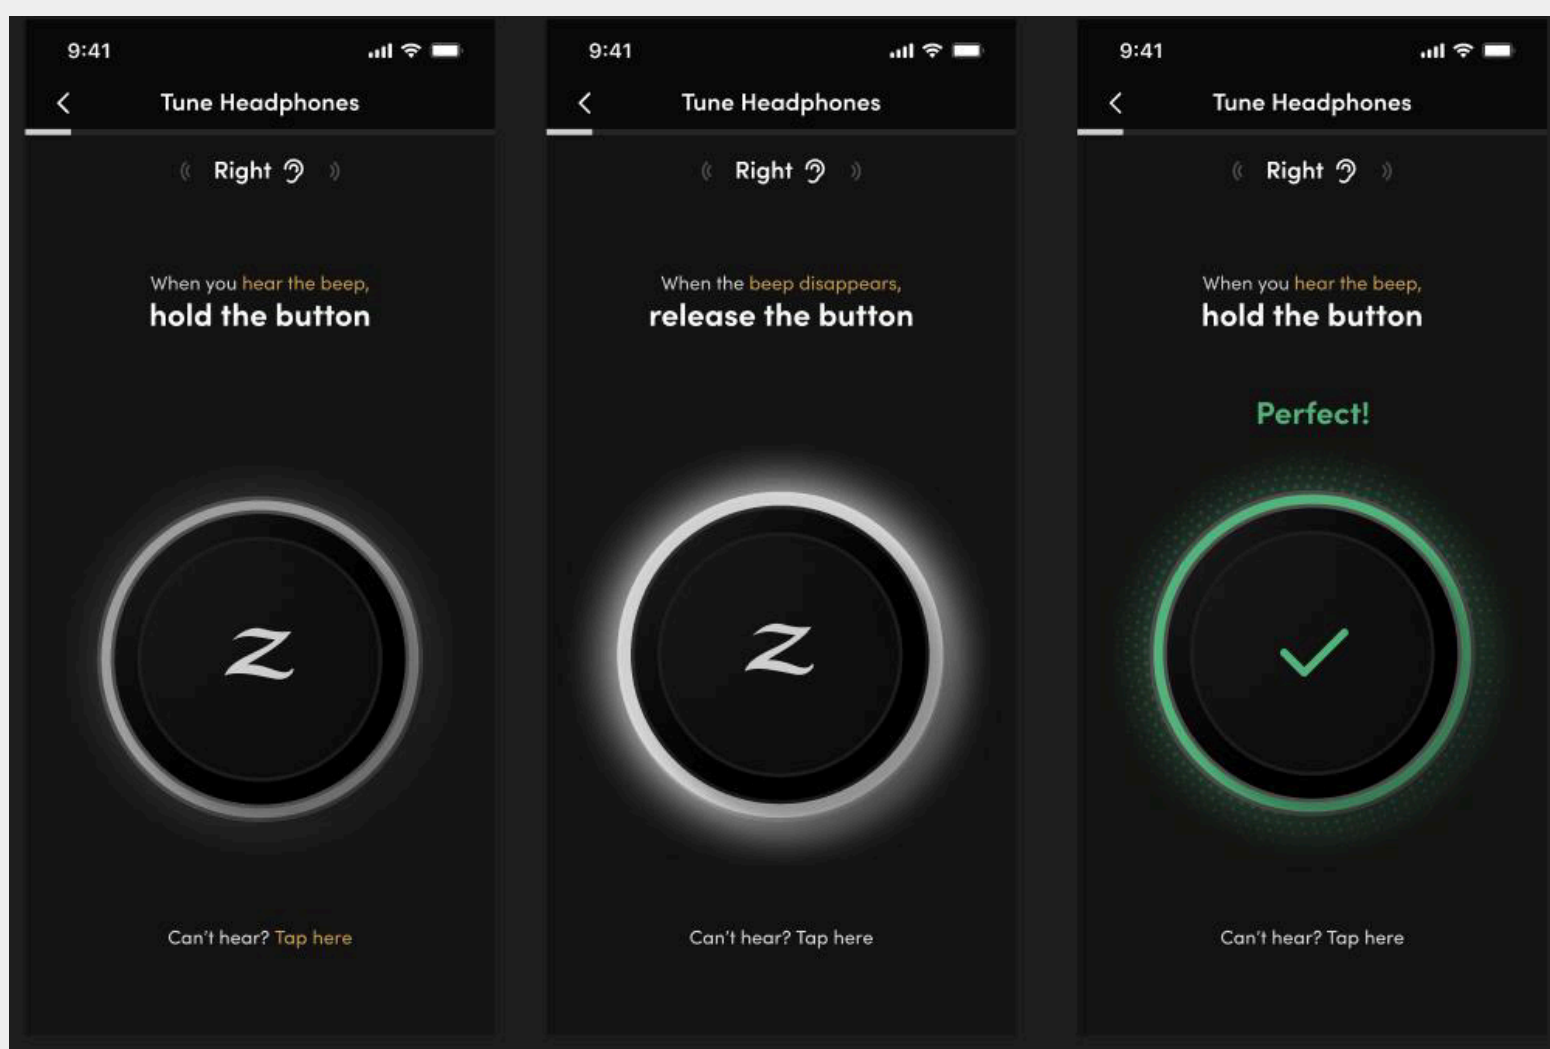 9:41
Tune Headphones
Right
When you hear the beep,
hold the button
z
Can't hear? Tap here
9:41
Tune Headphones
Right
When the beep disappears,
release the button
z
Can't hear? Tap here
9:41
Tune Headphones
Right
When you hear the beep,
hold the button
Perfect!
Can't hear? Tap here